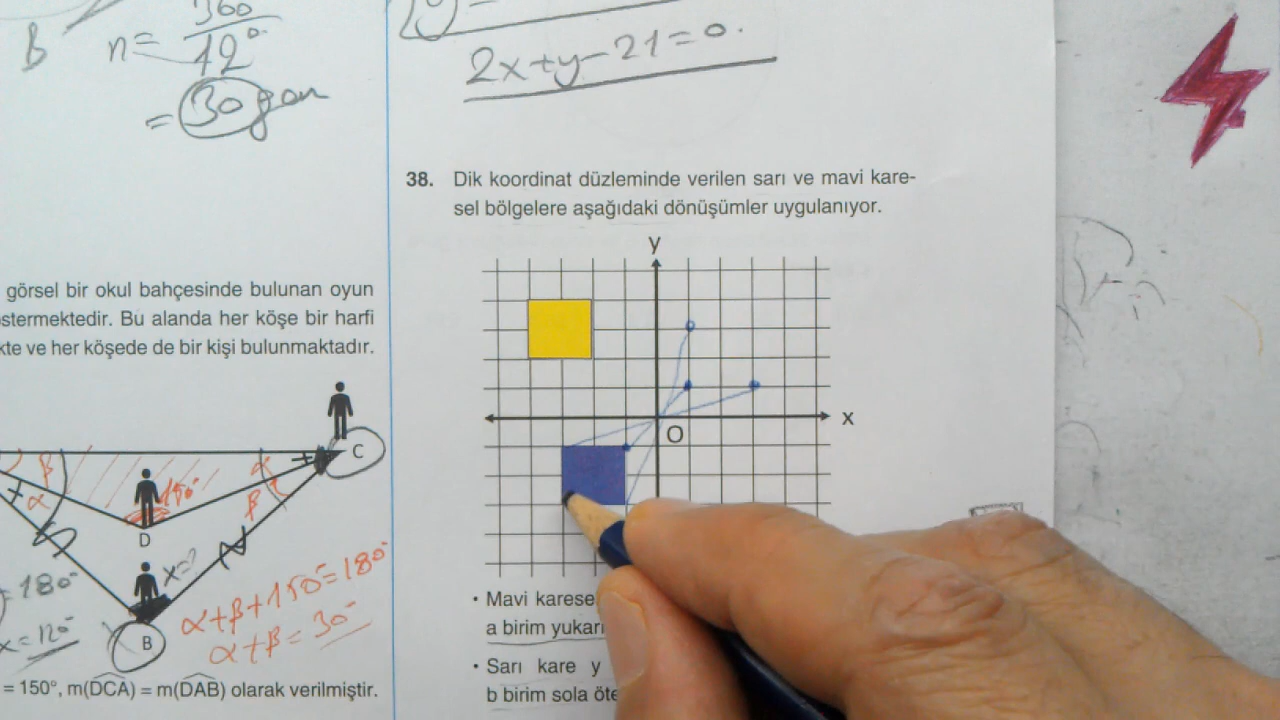 β
n = 360 / 12°
= 30 gen
2x+y-21=0.
38. Dik koordinat düzleminde verilen sarı ve mavi kare-
sel bölgelere aşağıdaki dönüşümler uygulanıyor.
y
x
O
• Mavi karese
a birim yukarı
• Sarı kare y
b birim sola öte
görsel bir okul bahçesinde bulunan oyun
östermektedir. Bu alanda her köşe bir harfi
kte ve her köşede de bir kişi bulunmaktadır.
C
β
α
α
β
150°
D
x=?
B
180°
x=120°
α+β+150°=180°
α+β=30°
= 150°, m(DCA) = m(DAB) olarak verilmiştir.